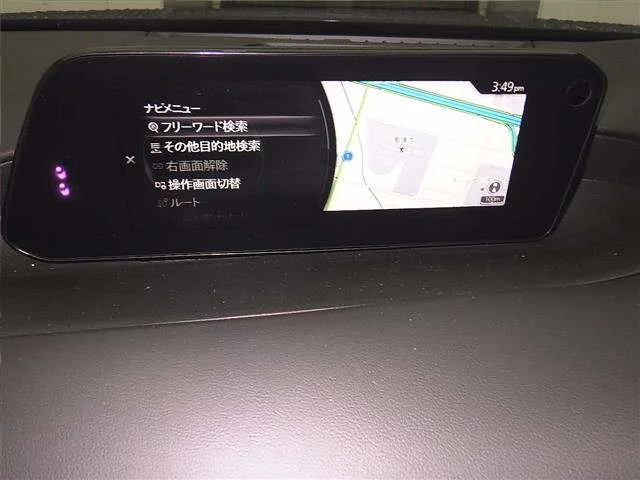 3:49pm
ナビメニュー
フリーワード検索
その他目的地検索
右画面解除
操作画面切替
ルート
100m